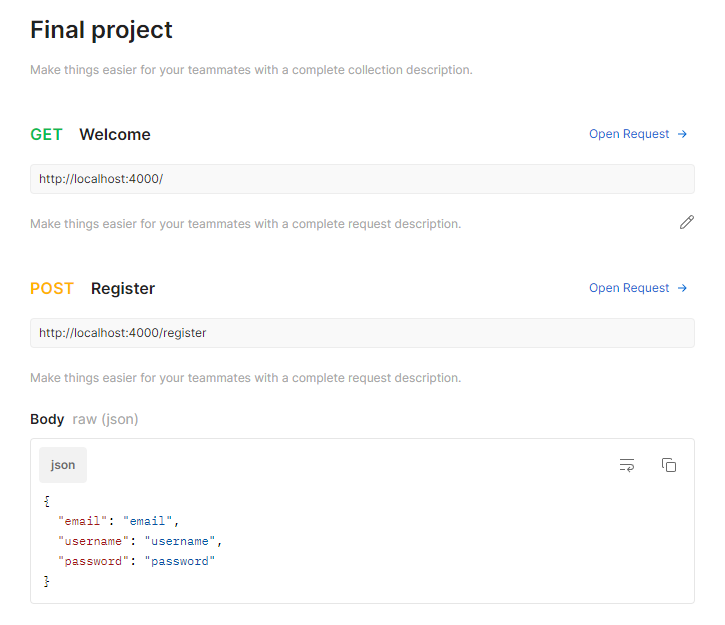 Final project
Make things easier for your teammates with a complete collection description.
GET Welcome Open Request →
http://localhost:4000/
Make things easier for your teammates with a complete request description.
POST Register Open Request →
http://localhost:4000/register
Make things easier for your teammates with a complete request description.
Body raw (json)
json
{
  "email": "email",
  "username": "username",
  "password": "password"
}